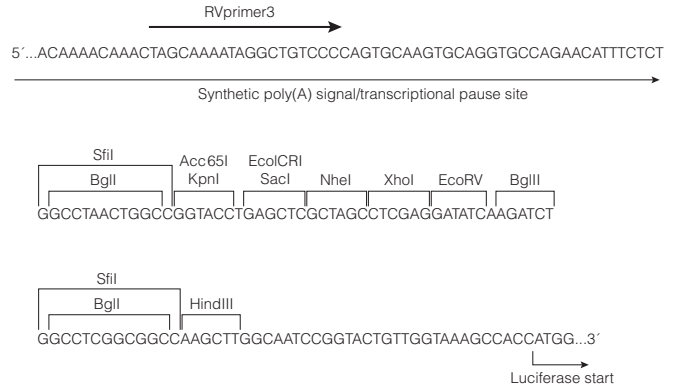 RVprimer3
5´...ACAAAACAAACTAGCAAAATAGGCTGTCCCCAGTGCAAGTGCAGGTGCCAGAACATTTCTCT
Synthetic poly(A) signal/transcriptional pause site
SfiI
Acc65I EcoICRI
BglI KpnI SacI NheI XhoI EcoRV BglII
GGCCTAACTGGCCGGTACCTGAGCTCGCTAGCCTCGAGGATATCAAGATCT
SfiI
BglI HindIII
GGCCTCGGCGGCCAAGCTTGGCAATCCGGTACTGTTGGTAAAGCCACCATGG...3´
Luciferase start